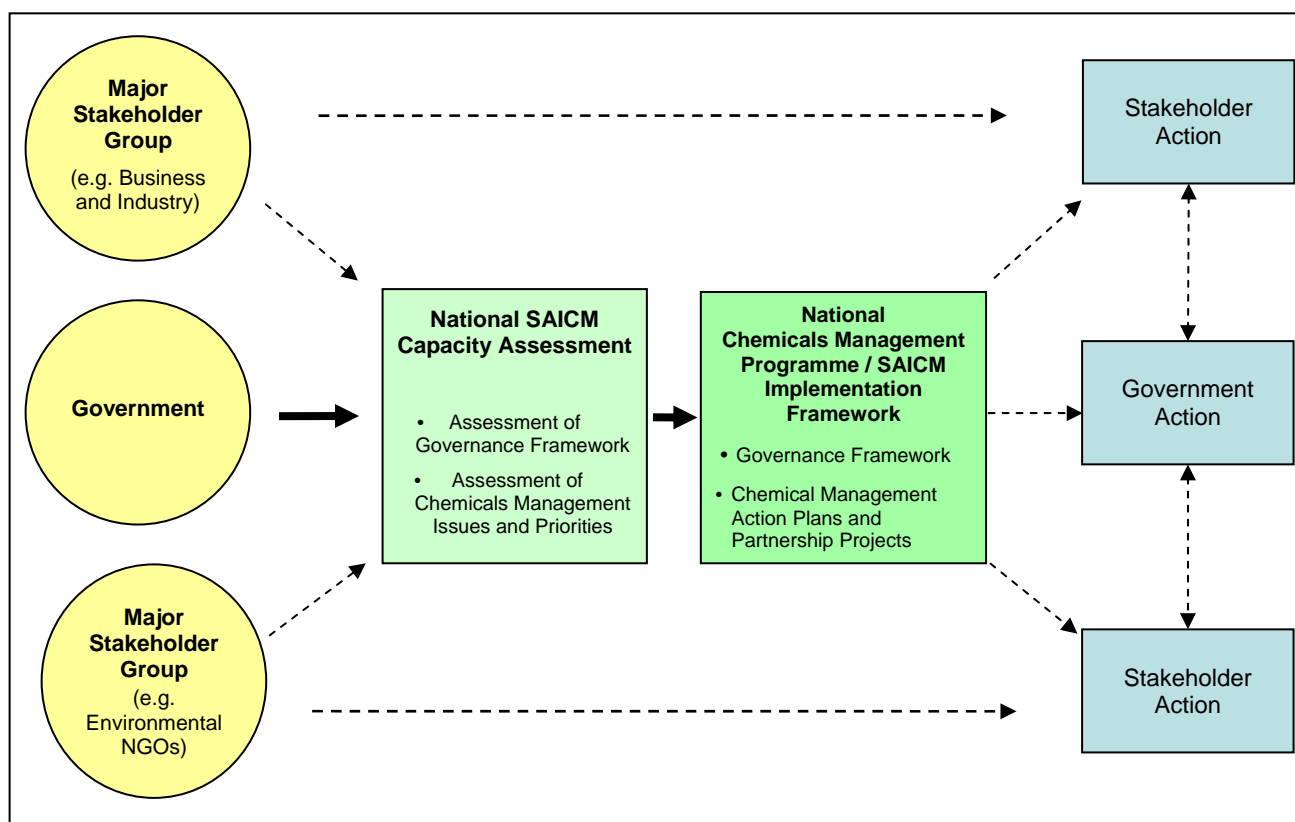 Major
Stakeholder
Group
(e.g. Business
and Industry)
Government
Major
Stakeholder
Group
(e.g.
Environmental
NGOs)
National SAICM
Capacity Assessment
• Assessment of
Governance Framework
• Assessment of
Chemicals Management
Issues and Priorities
National
Chemicals Management
Programme / SAICM
Implementation
Framework
• Governance Framework
• Chemical Management
Action Plans and
Partnership Projects
Stakeholder
Action
Government
Action
Stakeholder
Action